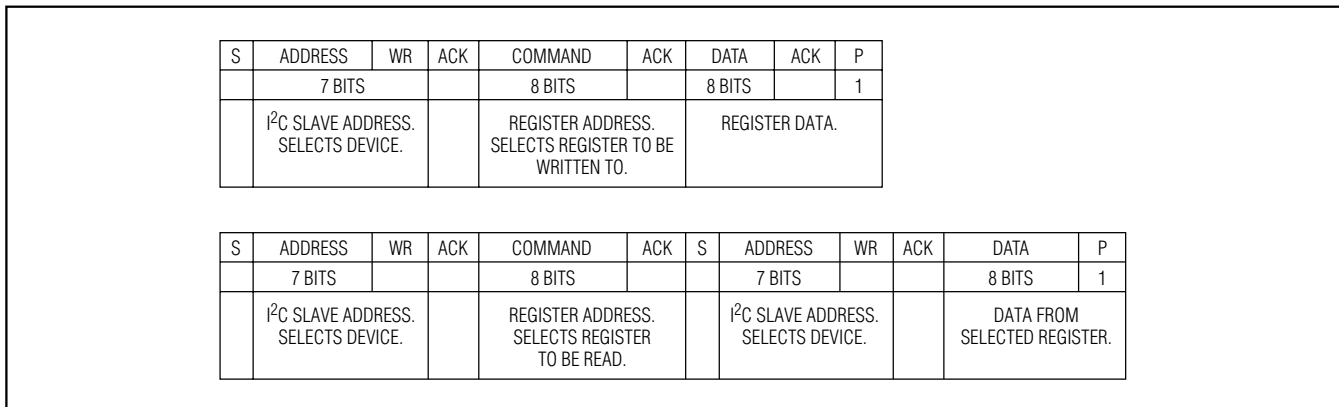 S ADDRESS WR ACK COMMAND ACK DATA ACK P
7 BITS 8 BITS 8 BITS 1
I2C SLAVE ADDRESS.
SELECTS DEVICE.
REGISTER ADDRESS.
SELECTS REGISTER TO BE
WRITTEN TO.
REGISTER DATA.
S ADDRESS WR ACK COMMAND ACK S ADDRESS WR ACK DATA P
7 BITS 8 BITS 7 BITS 8 BITS 1
I2C SLAVE ADDRESS.
SELECTS DEVICE.
REGISTER ADDRESS.
SELECTS REGISTER
TO BE READ.
I2C SLAVE ADDRESS.
SELECTS DEVICE.
DATA FROM
SELECTED REGISTER.